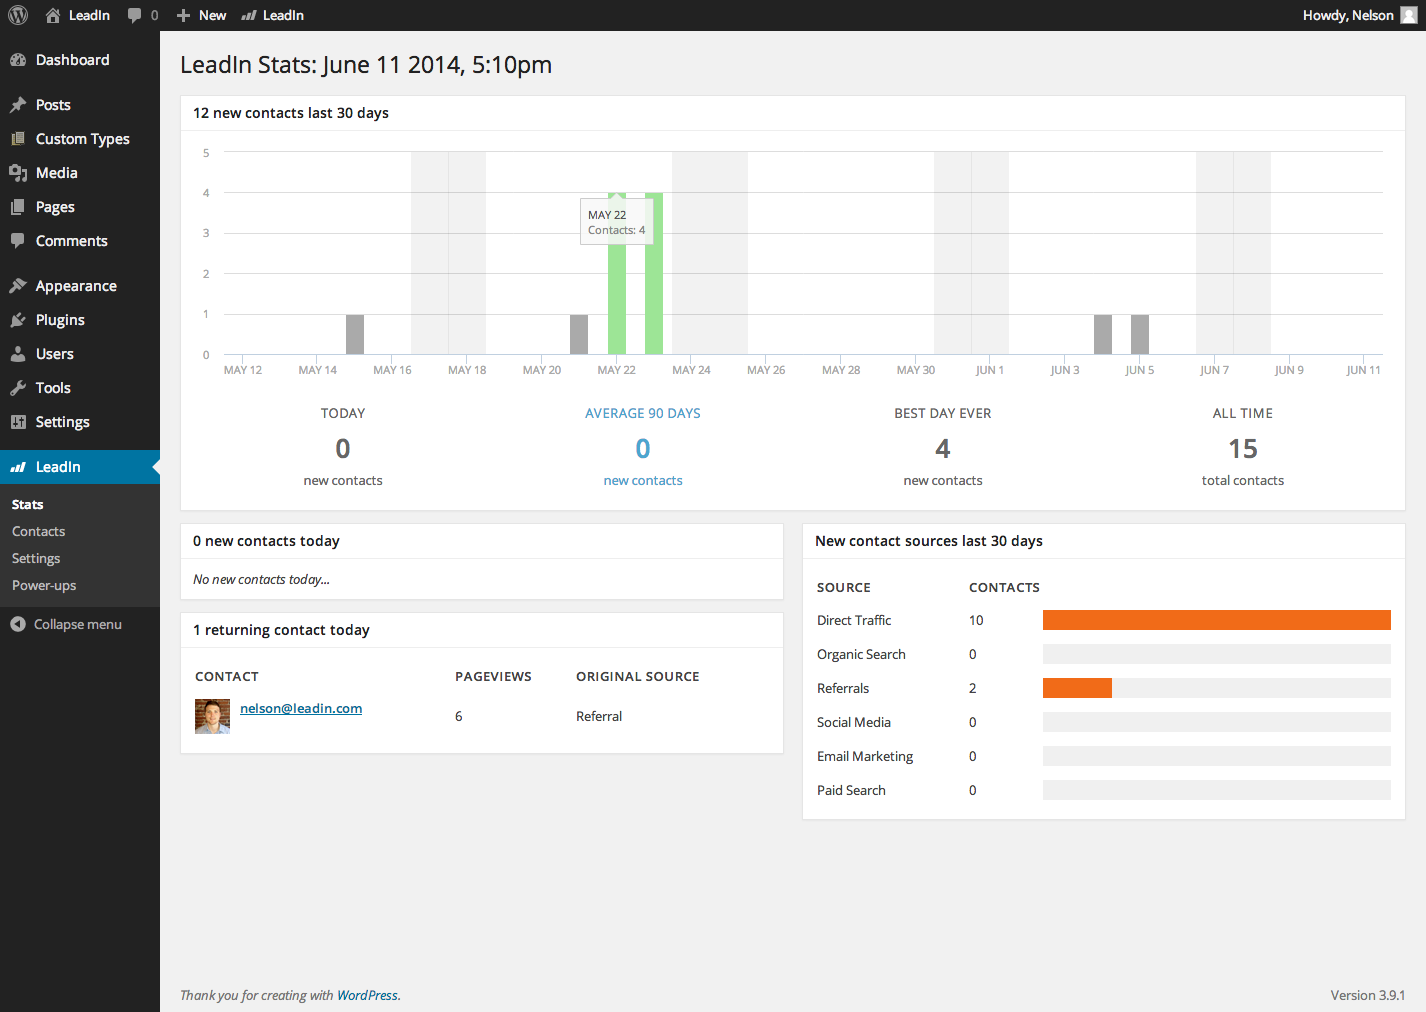 LeadIn 0 New LeadIn Howdy, Nelson
Dashboard
Posts
Custom Types
Media
Pages
Comments
Appearance
Plugins
Users
Tools
Settings
LeadIn
Stats
Contacts
Settings
Power-ups
Collapse menu
LeadIn Stats: June 11 2014, 5:10pm
12 new contacts last 30 days
5
4
3
2
1
0
MAY 22
Contacts: 4
MAY 12 MAY 14 MAY 16 MAY 18 MAY 20 MAY 22 MAY 24 MAY 26 MAY 28 MAY 30 JUN 1 JUN 3 JUN 5 JUN 7 JUN 9 JUN 11
TODAY AVERAGE 90 DAYS BEST DAY EVER ALL TIME
0 0 4 15
new contacts new contacts new contacts total contacts
0 new contacts today
No new contacts today...
1 returning contact today
CONTACT PAGEVIEWS ORIGINAL SOURCE
nelson@leadin.com 6 Referral
New contact sources last 30 days
SOURCE CONTACTS
Direct Traffic 10
Organic Search 0
Referrals 2
Social Media 0
Email Marketing 0
Paid Search 0
Thank you for creating with WordPress. Version 3.9.1